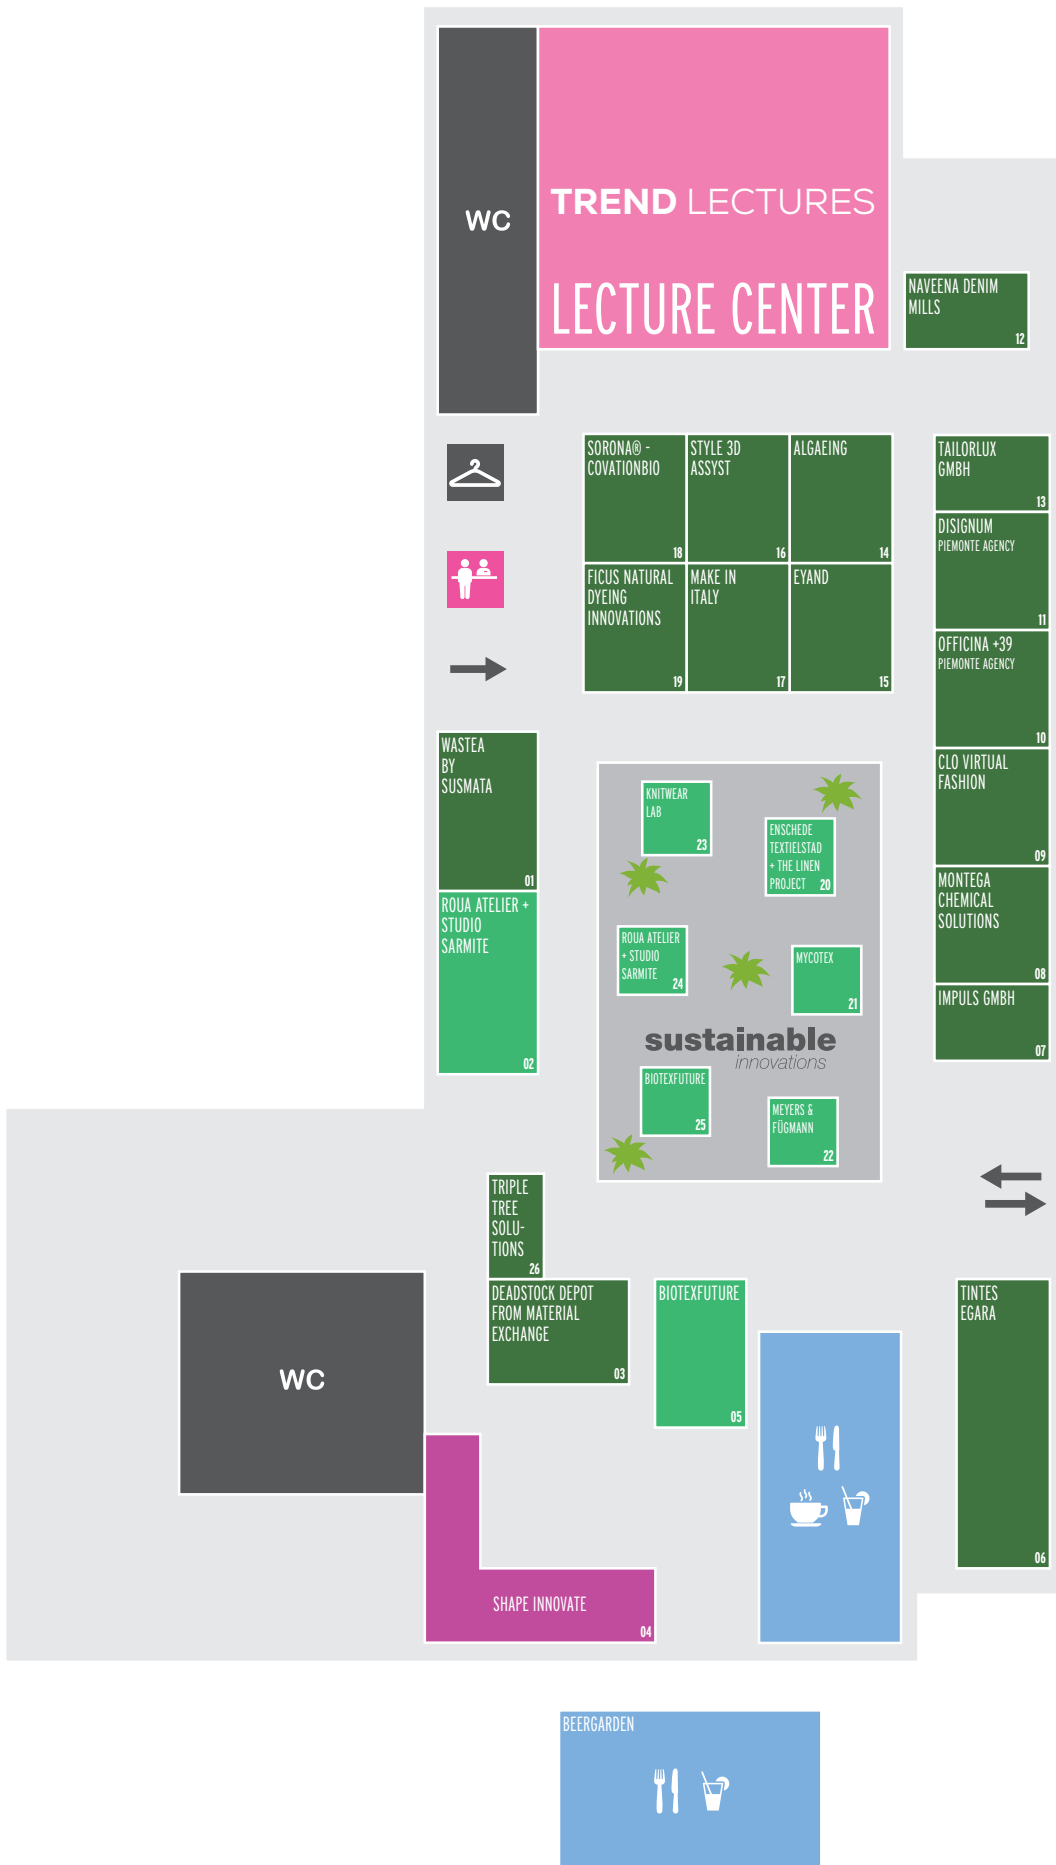 WC
TREND LECTURES
LECTURE CENTER
NAVEENA DENIM
MILLS
12
SORONA® -
COVATIONBIO
18
STYLE 3D
ASSYST
16
ALGAEING
14
FICUS NATURAL
DYEING
INNOVATIONS
19
MAKE IN
ITALY
17
EYAND
15
TAILORLUX
GMBH
13
DISIGNUM
PIEMONTE AGENCY
11
OFFICINA +39
PIEMONTE AGENCY
10
CLO VIRTUAL
FASHION
09
MONTEGA
CHEMICAL
SOLUTIONS
08
IMPULS GMBH
07
WASTEA
BY
SUSMATA
01
ROUA ATELIER +
STUDIO
SARMITE
02
KNITWEAR
LAB
23
ENSCHEDE
TEXTIELSTAD
+ THE LINEN
PROJECT 20
ROUA ATELIER
+ STUDIO
SARMITE
24
MYCOTEX
21
sustainable
innovations
BIOTEXFUTURE
25
MEYERS &
FÜGMANN
22
TRIPLE
TREE
SOLU-
TIONS
26
DEADSTOCK DEPOT
FROM MATERIAL
EXCHANGE
03
BIOTEXFUTURE
05
TINTES
EGARA
06
WC
SHAPE INNOVATE
04
BEERGARDEN